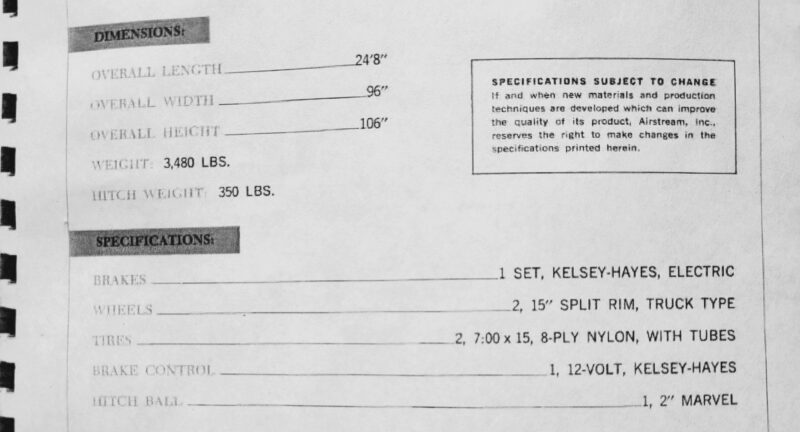 DIMENSIONS:
OVERALL LENGTH 24'8"
OVERALL WIDTH 96"
OVERALL HEIGHT 106"
WEIGHT: 3,480 LBS.
HITCH WEIGHT: 350 LBS.
SPECIFICATIONS SUBJECT TO CHANGE
If and when new materials and production
techniques are developed which can improve
the quality of its product, Airstream, Inc.,
reserves the right to make changes in the
specifications printed herein.
SPECIFICATIONS:
BRAKES 1 SET, KELSEY-HAYES, ELECTRIC
WHEELS 2, 15" SPLIT RIM, TRUCK TYPE
TIRES 2, 7:00 x 15, 8-PLY NYLON, WITH TUBES
BRAKE CONTROL 1, 12-VOLT, KELSEY-HAYES
HITCH BALL 1, 2" MARVEL